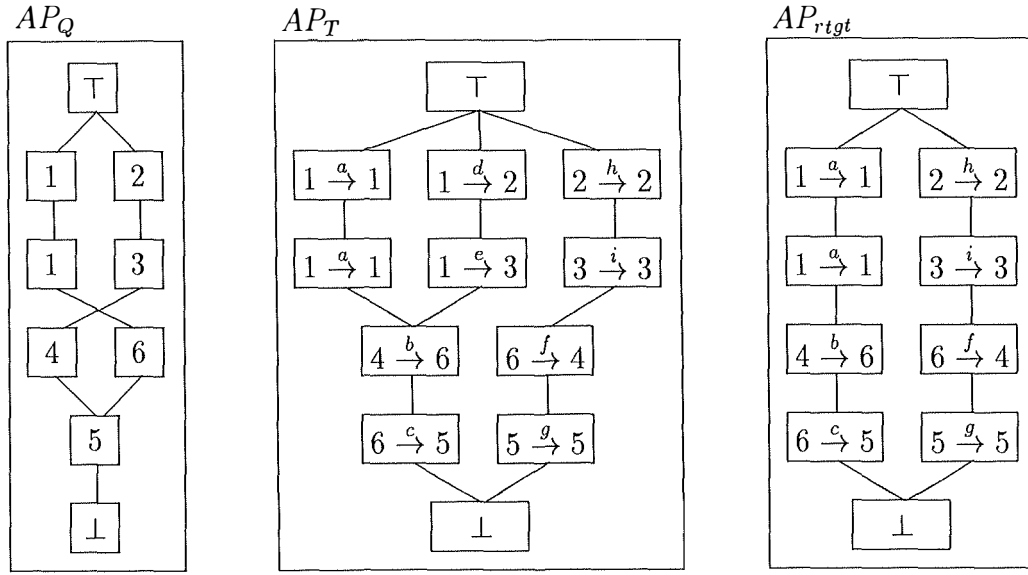 AP_Q AP_T AP_rtgt
⊤ ⊤ ⊤
1 2 1 →a 1 1 →d 2 2 →h 2 1 →a 1 2 →h 2
1 3 1 →a 1 1 →e 3 3 →i 3 1 →a 1 3 →i 3
4 6 4 →b 6 6 →f 4 4 →b 6 6 →f 4
5 6 →c 5 5 →g 5 6 →c 5 5 →g 5
⊥ ⊥ ⊥